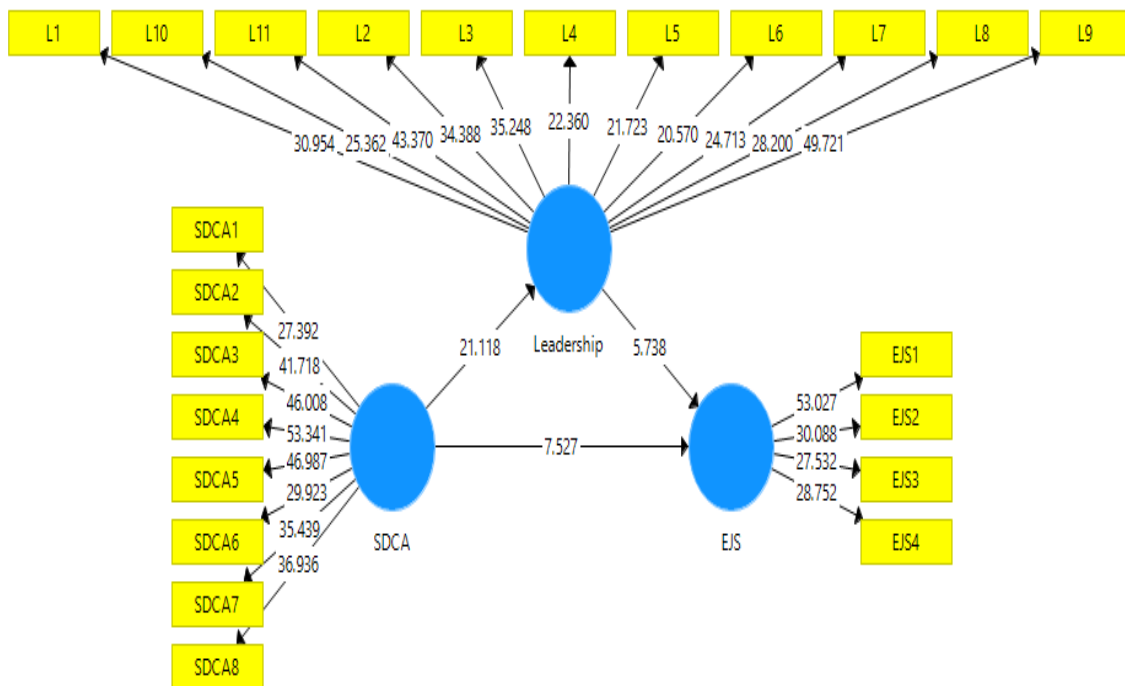 L1 L10 L11 L2 L3 L4 L5 L6 L7 L8 L9
30.954 25.362 43.370 34.388 35.248 22.360 21.723 20.570 24.713 28.200 49.721
SDCA1
SDCA2
SDCA3
SDCA4
SDCA5
SDCA6
SDCA7
SDCA8
27.392
41.718
46.008
53.341
46.987
29.923
35.439
36.936
21.118
Leadership
5.738
7.527
SDCA
EJS
53.027
30.088
27.532
28.752
EJS1
EJS2
EJS3
EJS4